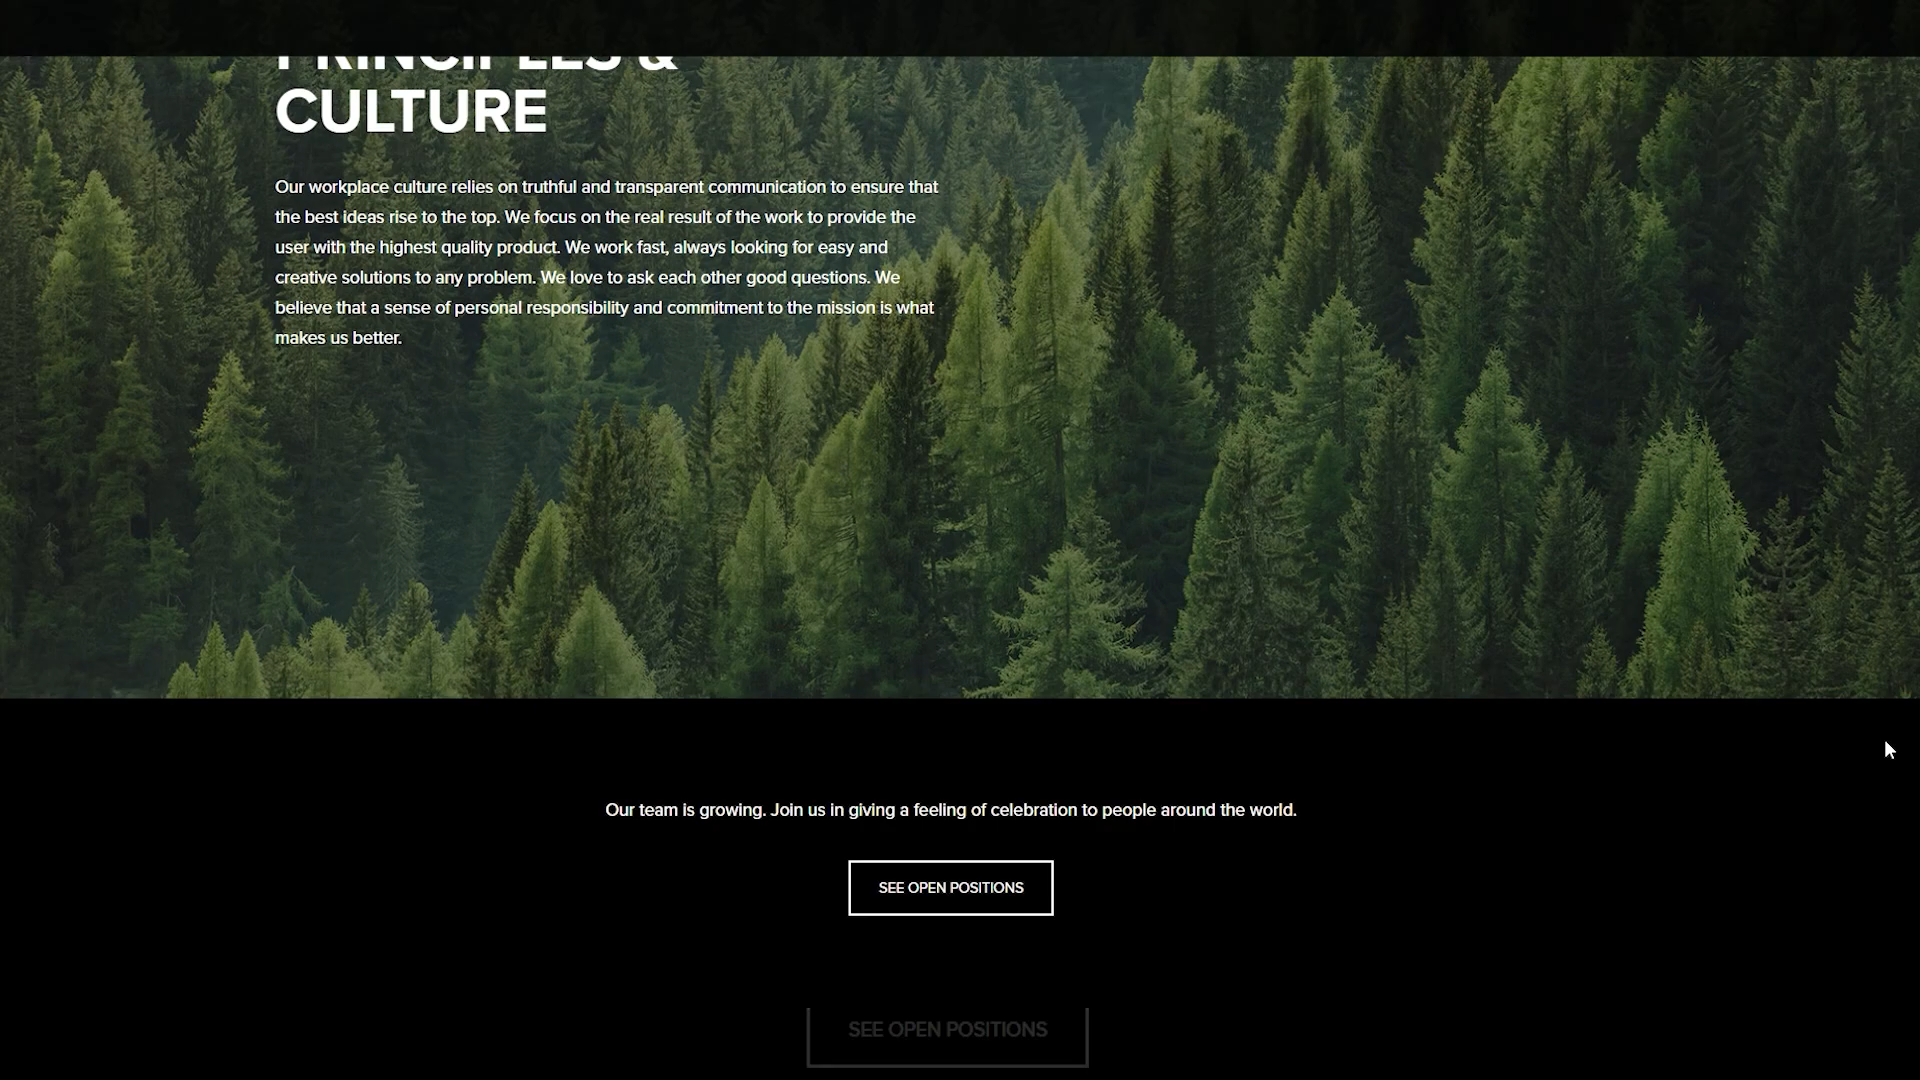 PRINCIPLES &
CULTURE
Our workplace culture relies on truthful and transparent communication to ensure that
the best ideas rise to the top. We focus on the real result of the work to provide the
user with the highest quality product. We work fast, always looking for easy and
creative solutions to any problem. We love to ask each other good questions. We
believe that a sense of personal responsibility and commitment to the mission is what
makes us better.
Our team is growing. Join us in giving a feeling of celebration to people around the world.
SEE OPEN POSITIONS
SEE OPEN POSITIONS